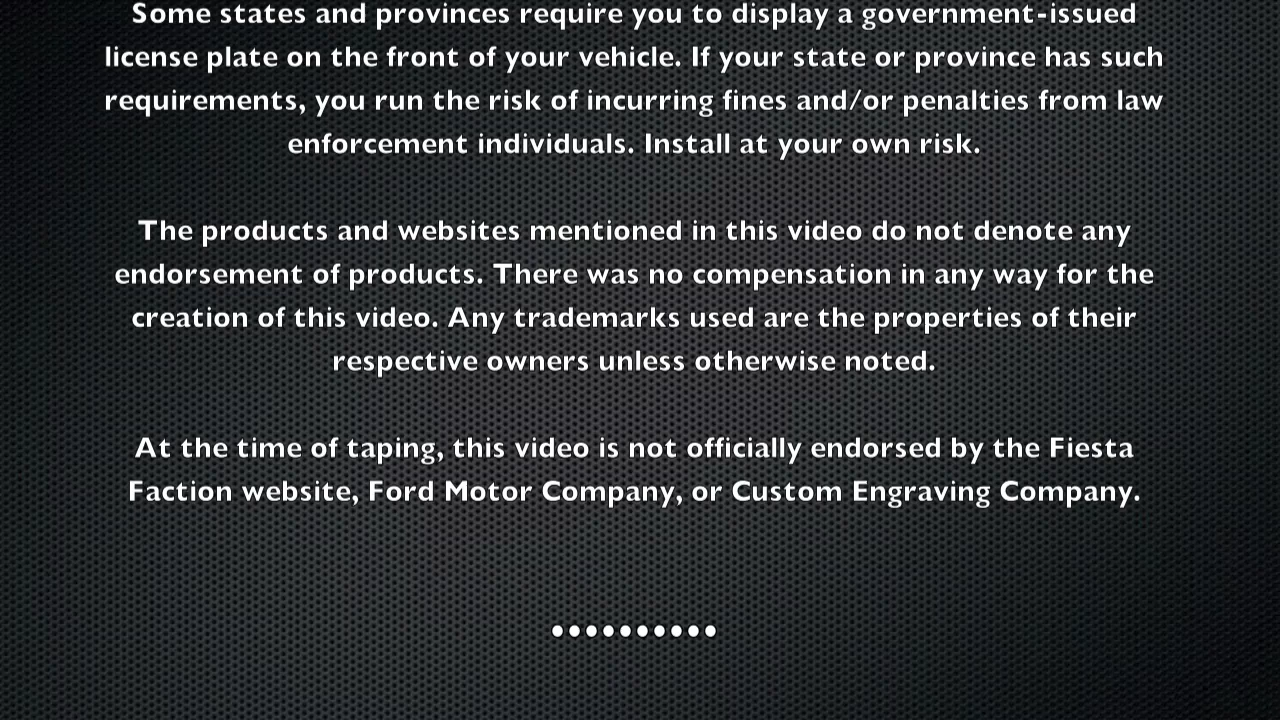 Some states and provinces require you to display a government-issued
license plate on the front of your vehicle. If your state or province has such
requirements, you run the risk of incurring fines and/or penalties from law
enforcement individuals. Install at your own risk.
The products and websites mentioned in this video do not denote any
endorsement of products. There was no compensation in any way for the
creation of this video. Any trademarks used are the properties of their
respective owners unless otherwise noted.
At the time of taping, this video is not officially endorsed by the Fiesta
Faction website, Ford Motor Company, or Custom Engraving Company.
••••••••••